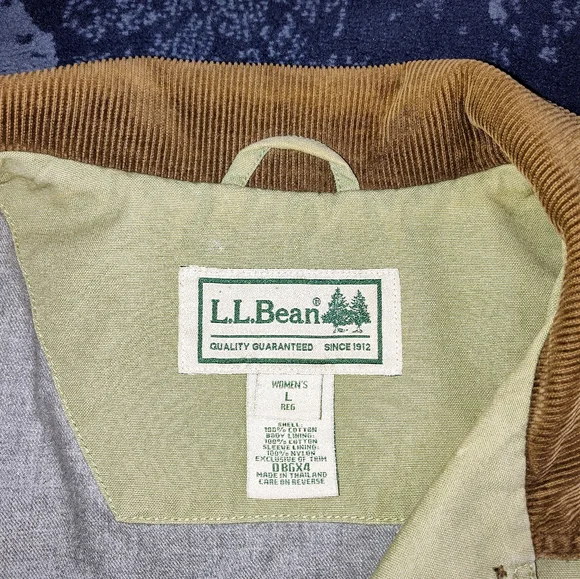 L.L.Bean®
QUALITY GUARANTEED SINCE 1912
WOMEN'S
L
REG
SHELL:
100% COTTON
BODY LINING:
100% COTTON
SLEEVE LINING:
100% NYLON
EXCLUSIVE OF TRIM
0BGX4
MADE IN THAILAND
CARE ON REVERSE